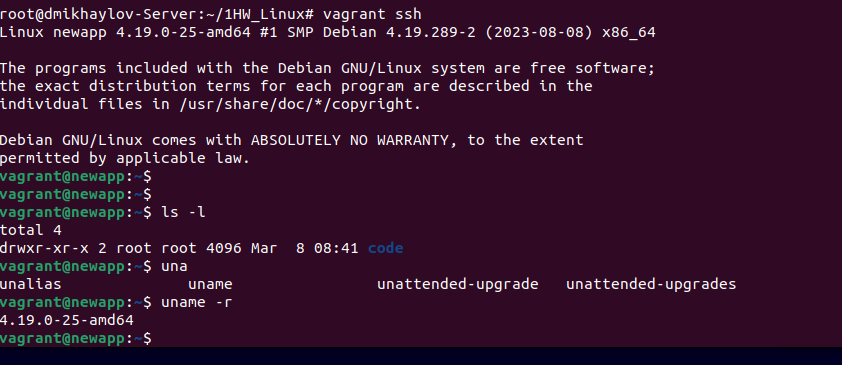 root@dmikhaylov-Server:~/1HW_Linux# vagrant ssh
Linux newapp 4.19.0-25-amd64 #1 SMP Debian 4.19.289-2 (2023-08-08) x86_64
The programs included with the Debian GNU/Linux system are free software;
the exact distribution terms for each program are described in the
individual files in /usr/share/doc/*/copyright.
Debian GNU/Linux comes with ABSOLUTELY NO WARRANTY, to the extent
permitted by applicable law.
vagrant@newapp:~$
vagrant@newapp:~$
vagrant@newapp:~$ ls -l
total 4
drwxr-xr-x 2 root root 4096 Mar  8 08:41 code
vagrant@newapp:~$ una
unalias              uname                unattended-upgrade   unattended-upgrades
vagrant@newapp:~$ uname -r
4.19.0-25-amd64
vagrant@newapp:~$